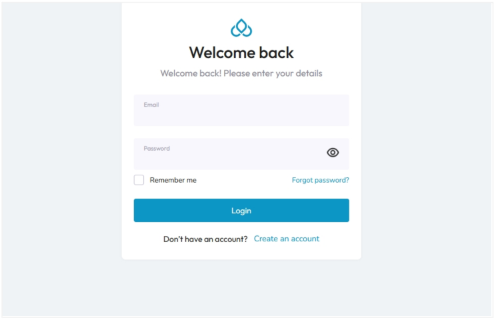 Welcome back
Welcome back! Please enter your details
Email
Password
Remember me Forgot password?
Login
Don't have an account? Create an account